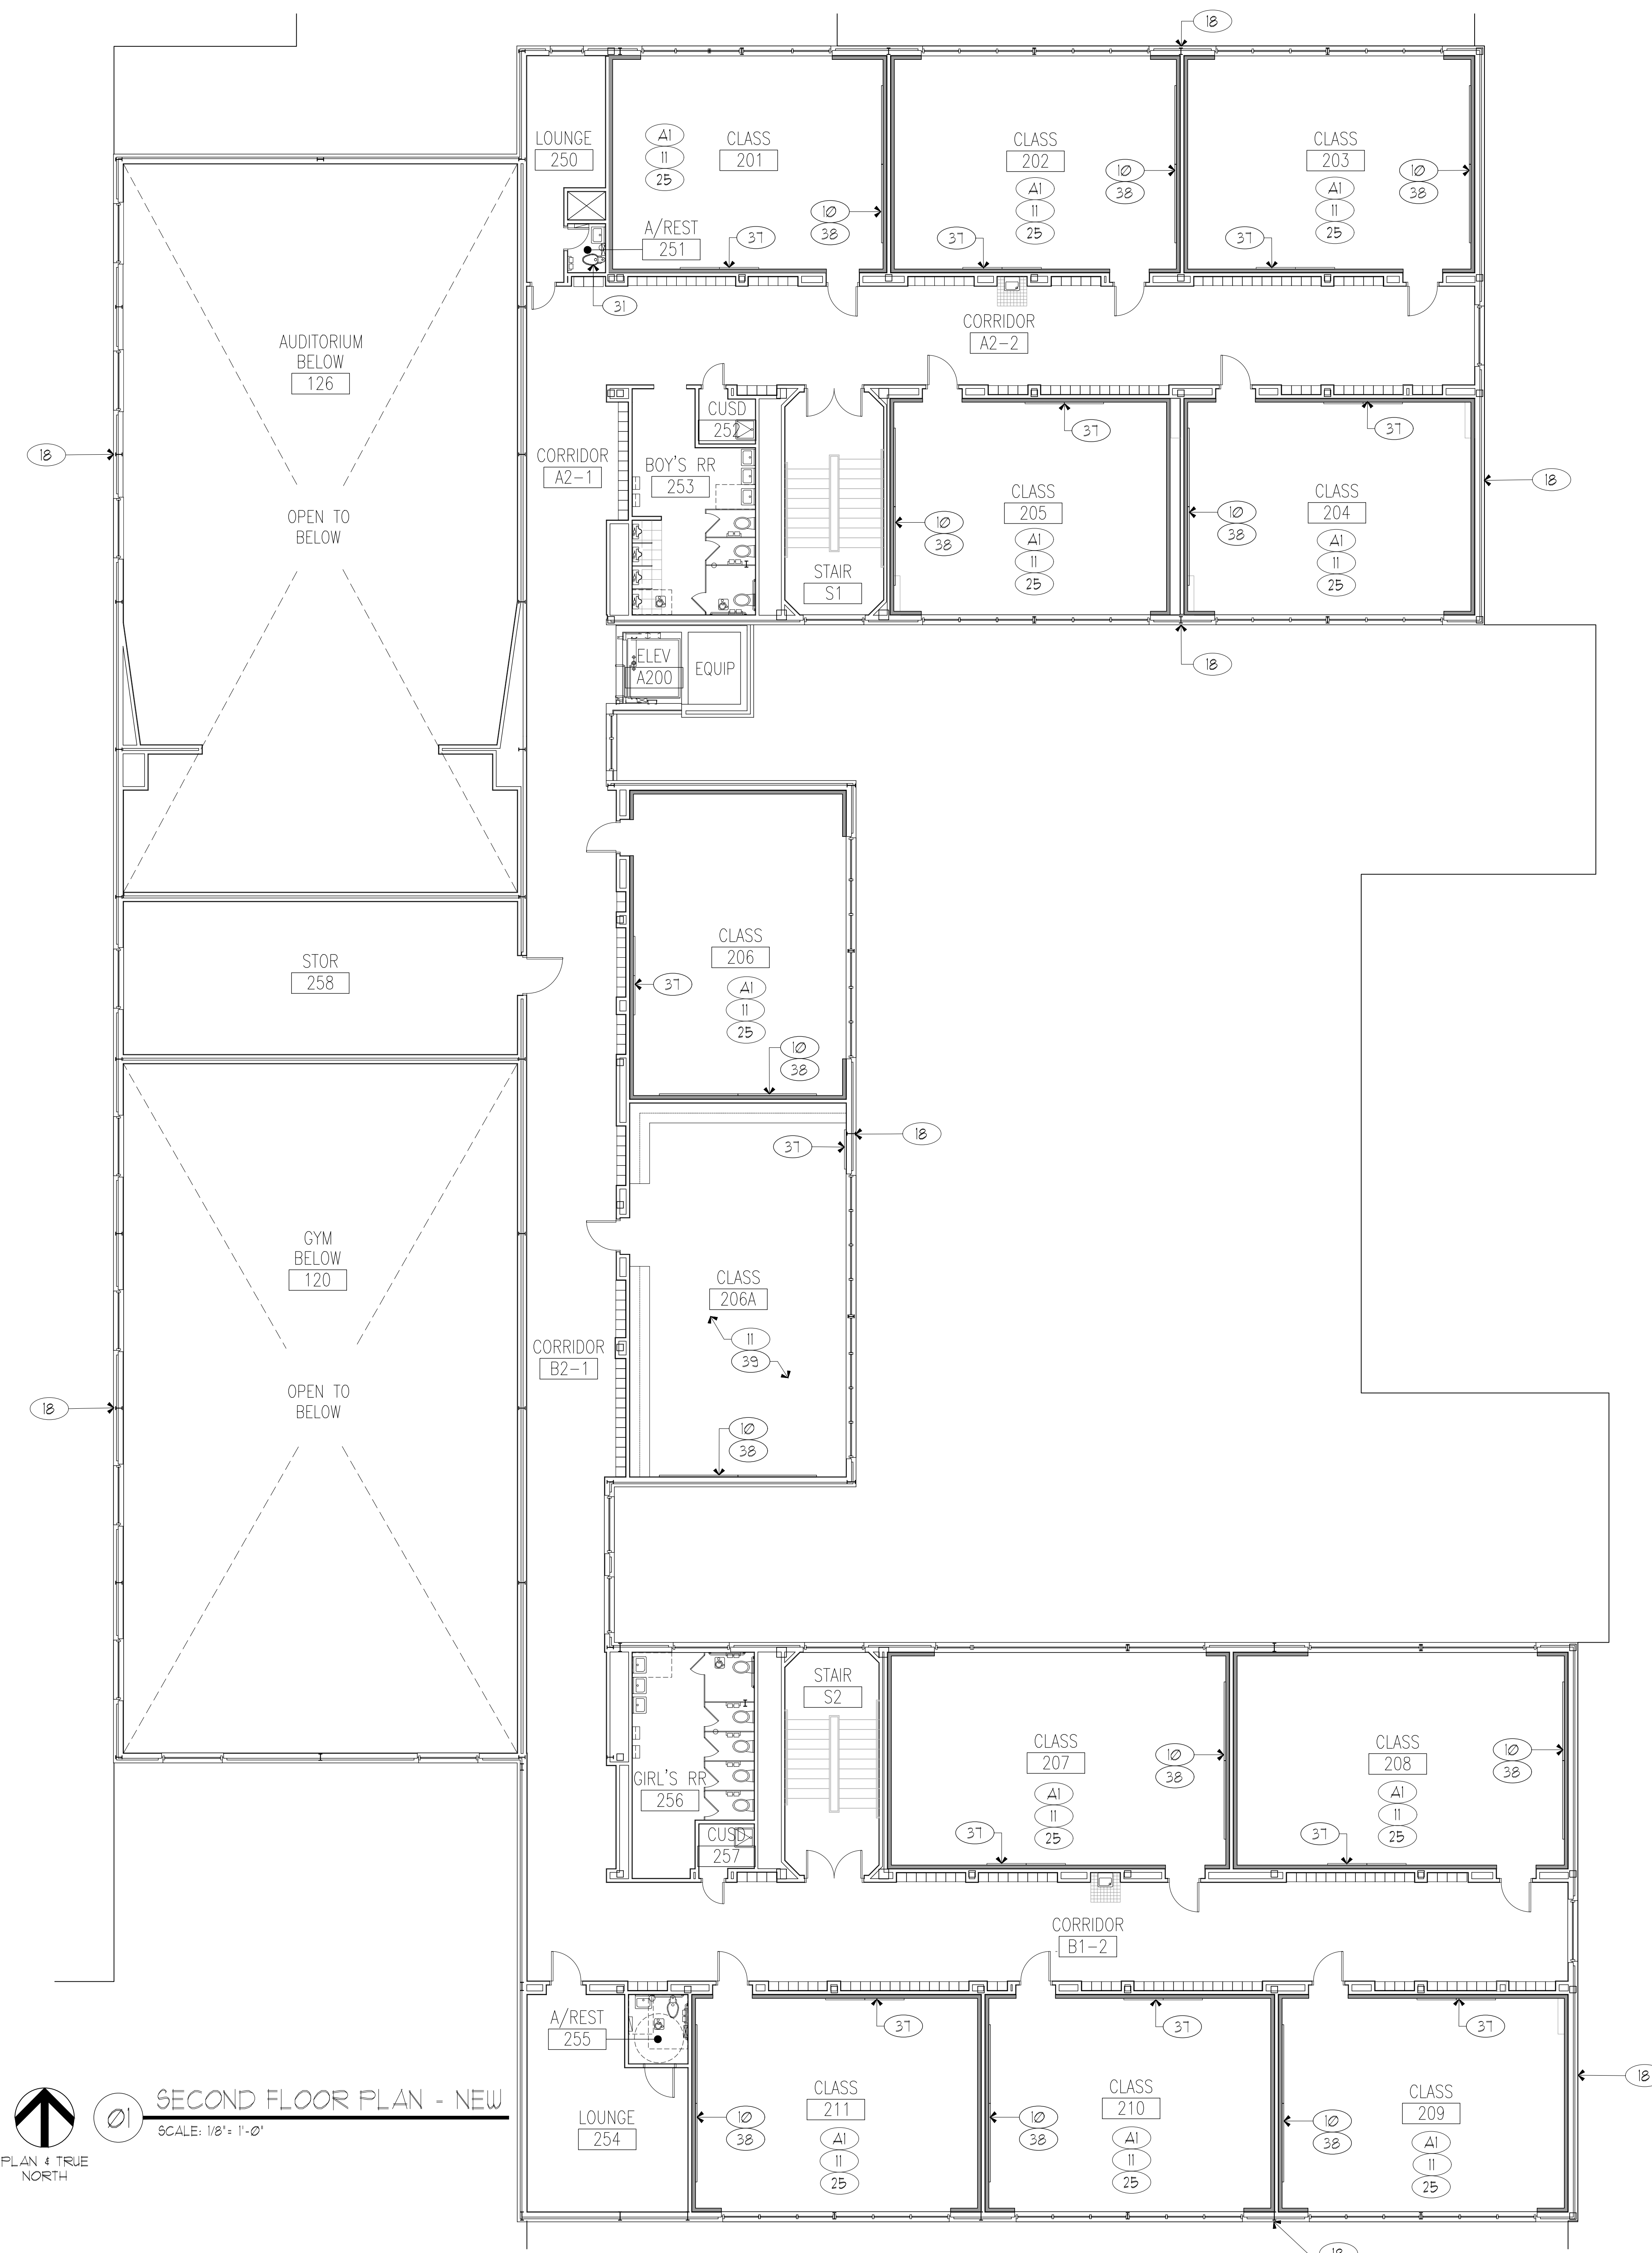 18
LOUNGE
250
A1
11
25
CLASS
201
10
38
37
A/REST
251
31
CLASS
202
A1
11
25
10
38
37
CLASS
203
A1
11
25
10
38
37
CORRIDOR
A2-2
AUDITORIUM
BELOW
126
OPEN TO
BELOW
18
CORRIDOR
A2-1
CUSD
252
BOY'S RR
253
STAIR
S1
37
CLASS
205
A1
11
25
10
38
37
CLASS
204
A1
11
25
10
38
18
18
ELEV
A200
EQUIP
CLASS
206
A1
11
25
37
10
38
STOR
258
37
18
GYM
BELOW
120
OPEN TO
BELOW
18
CORRIDOR
B2-1
CLASS
206A
11
39
10
38
STAIR
S2
GIRL'S RR
256
CUSD
257
CLASS
207
A1
11
25
10
38
37
CLASS
208
A1
11
25
10
38
37
CORRIDOR
B1-2
A/REST
255
LOUNGE
254
37
CLASS
211
A1
11
25
10
38
37
CLASS
210
A1
11
25
10
38
37
CLASS
209
A1
11
25
10
38
18
18
01
SECOND FLOOR PLAN - NEW
SCALE: 1/8"= 1'-0"
PLAN & TRUE
NORTH